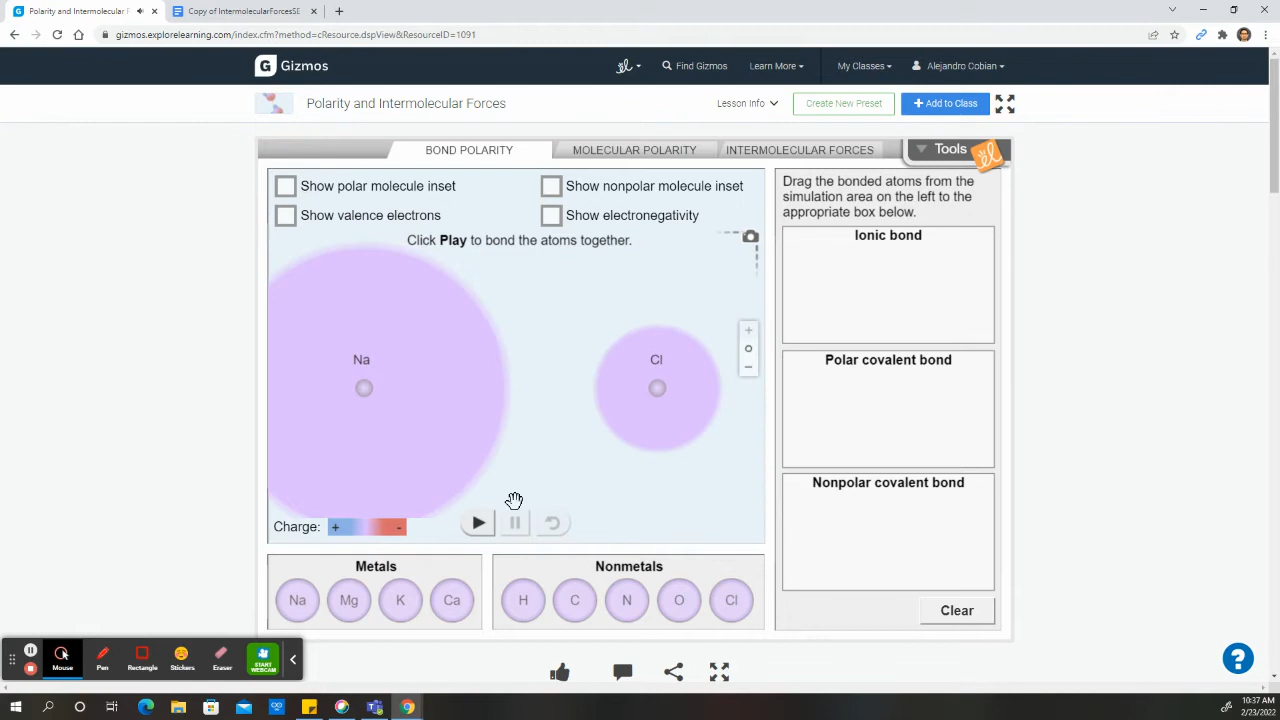 Polarity and Intermolecular F
Copy of IntermolecularForcesSE
gizmos.explorelearning.com/index.cfm?method=cResource.dspView&ResourceID=1091
G Gizmos
Find Gizmos
Learn More
My Classes
Alejandro Cobian
Polarity and Intermolecular Forces
Lesson Info
Create New Preset
+ Add to Class
BOND POLARITY
MOLECULAR POLARITY
INTERMOLECULAR FORCES
Tools
Show polar molecule inset
Show nonpolar molecule inset
Show valence electrons
Show electronegativity
Click Play to bond the atoms together.
Na
Cl
Charge: + -
Metals
Na Mg K Ca
Nonmetals
H C N O Cl
Drag the bonded atoms from the
simulation area on the left to the
appropriate box below.
Ionic bond
Polar covalent bond
Nonpolar covalent bond
Clear
Mouse
Pen
Rectangle
Stickers
Eraser
START
WEBCAM
?
10:37 AM
2/23/2022